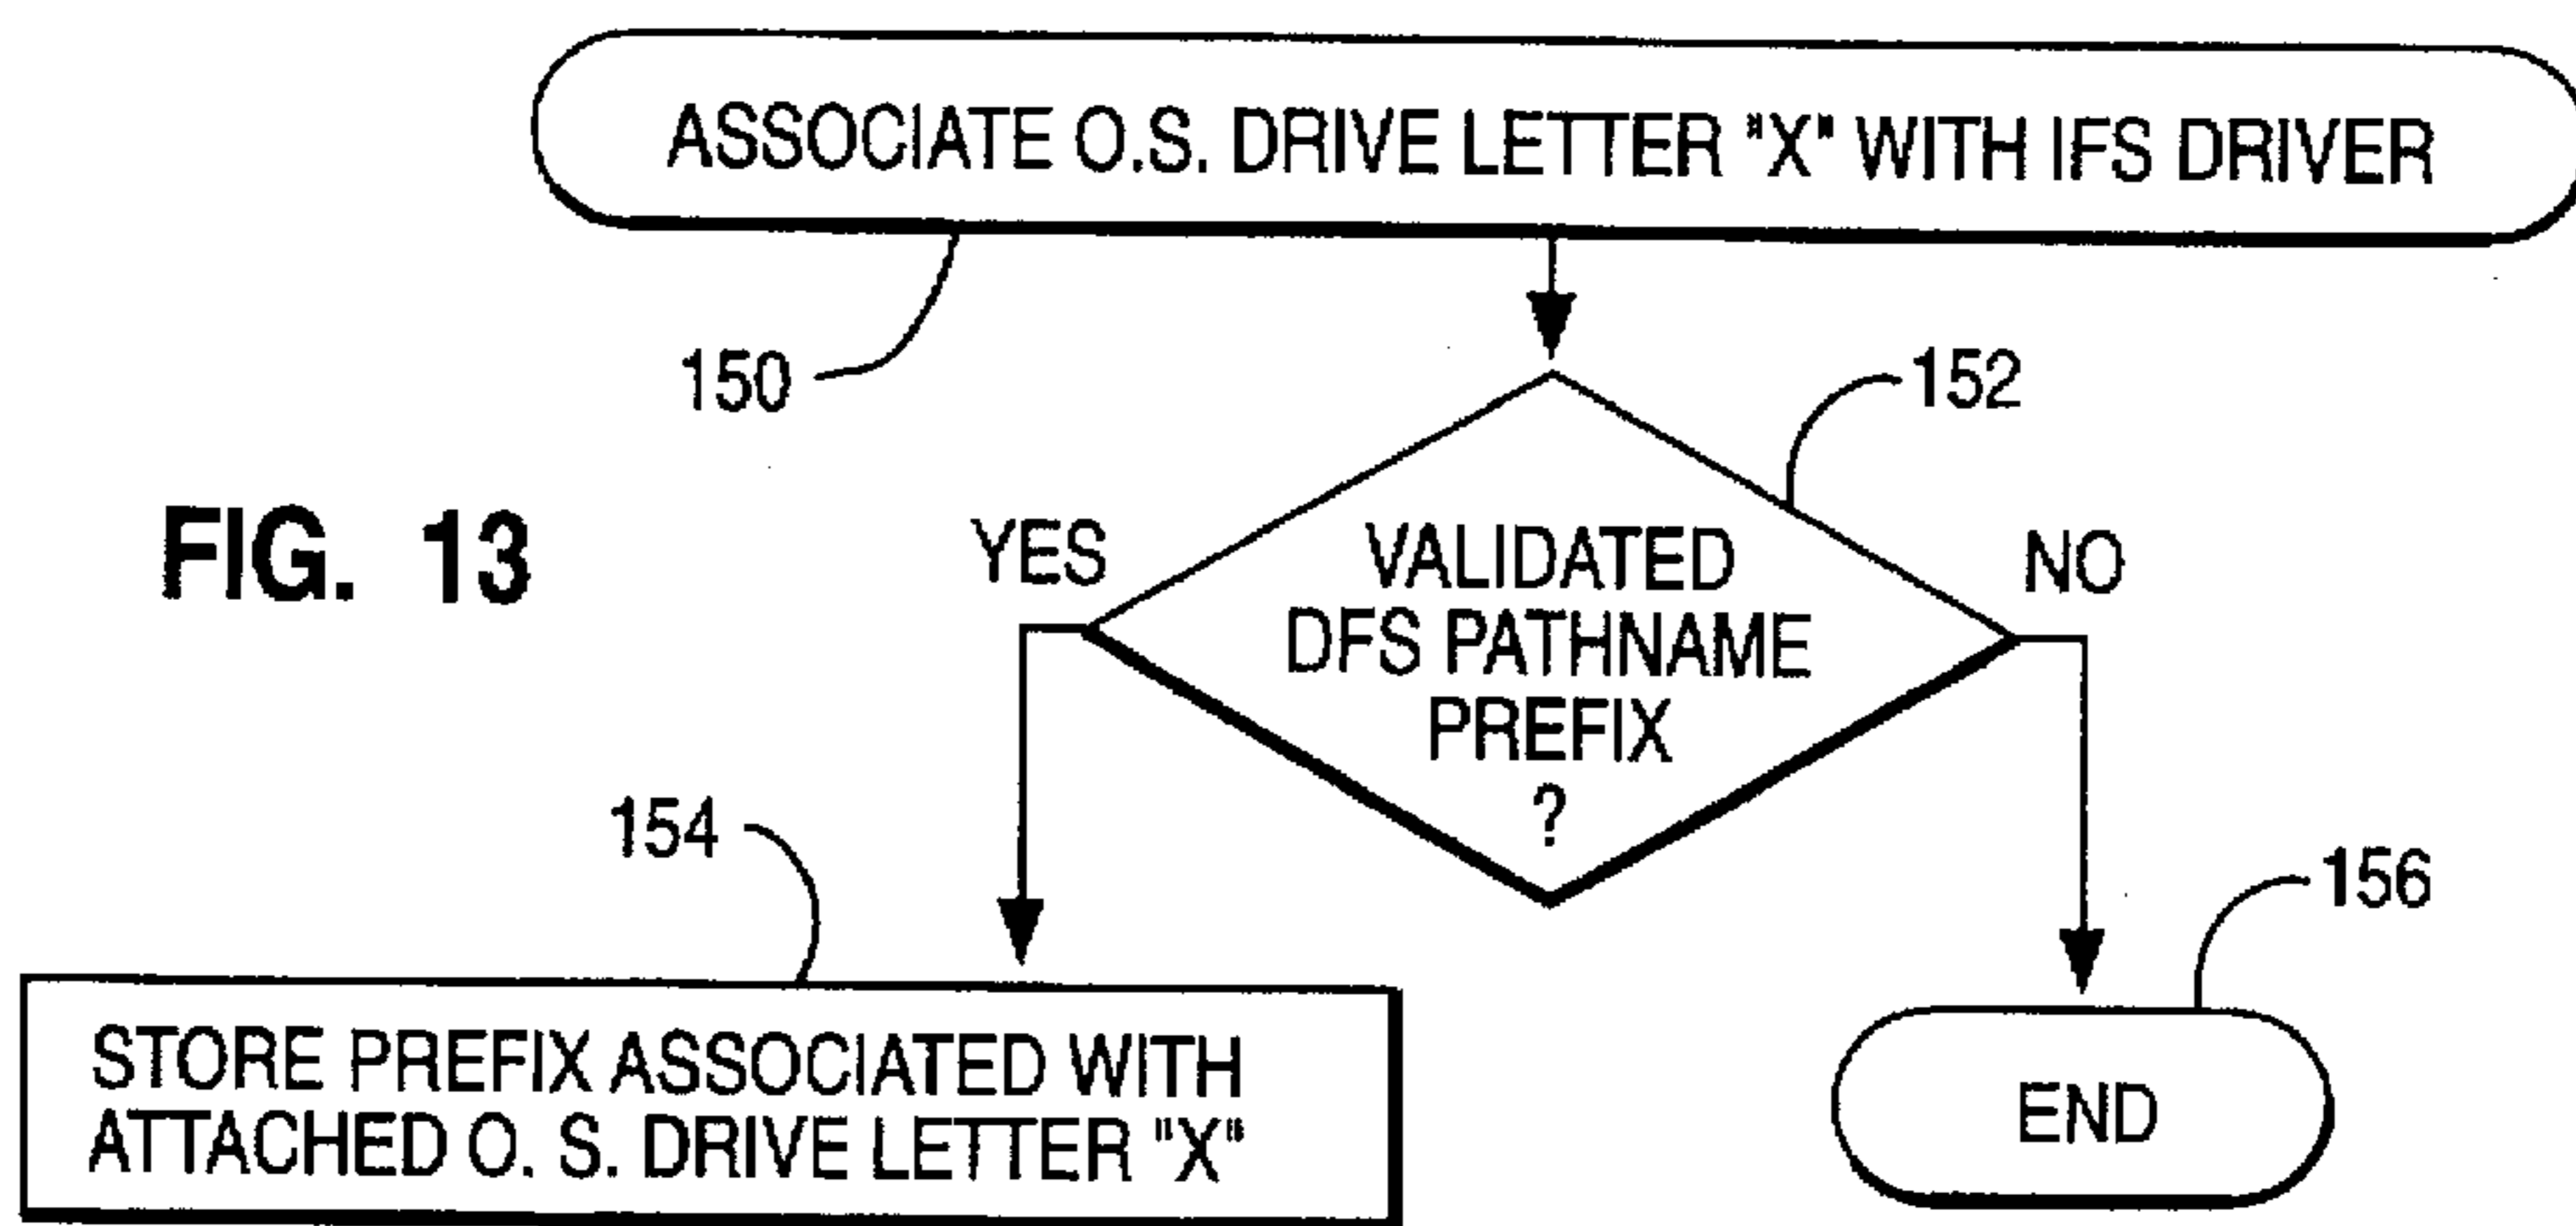 ASSOCIATE O.S. DRIVE LETTER "X" WITH IFS DRIVER
150
152
FIG. 13
YES
VALIDATED
DFS PATHNAME
PREFIX
?
NO
154
156
STORE PREFIX ASSOCIATED WITH
ATTACHED O. S. DRIVE LETTER "X"
END